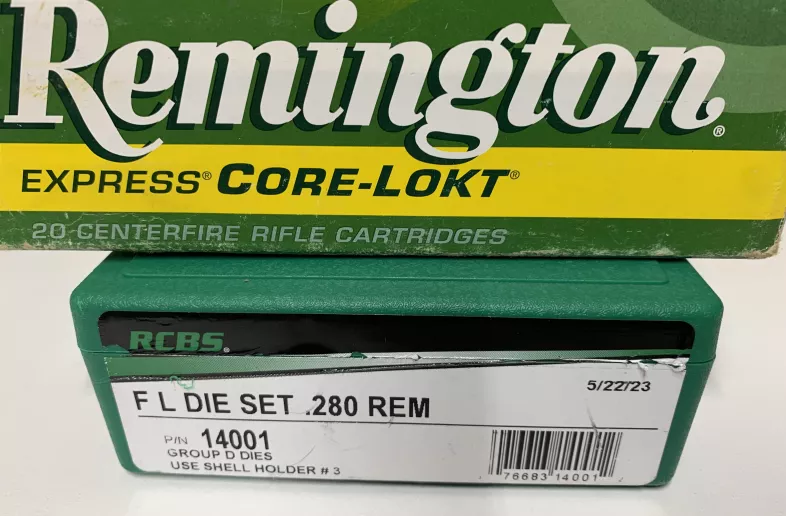 Remington®
EXPRESS® CORE-LOKT®
20 CENTERFIRE RIFLE CARTRIDGES
RCBS®
5/22/23
F L DIE SET .280 REM
P/N 14001
GROUP D DIES
USE SHELL HOLDER # 3
76683 14001